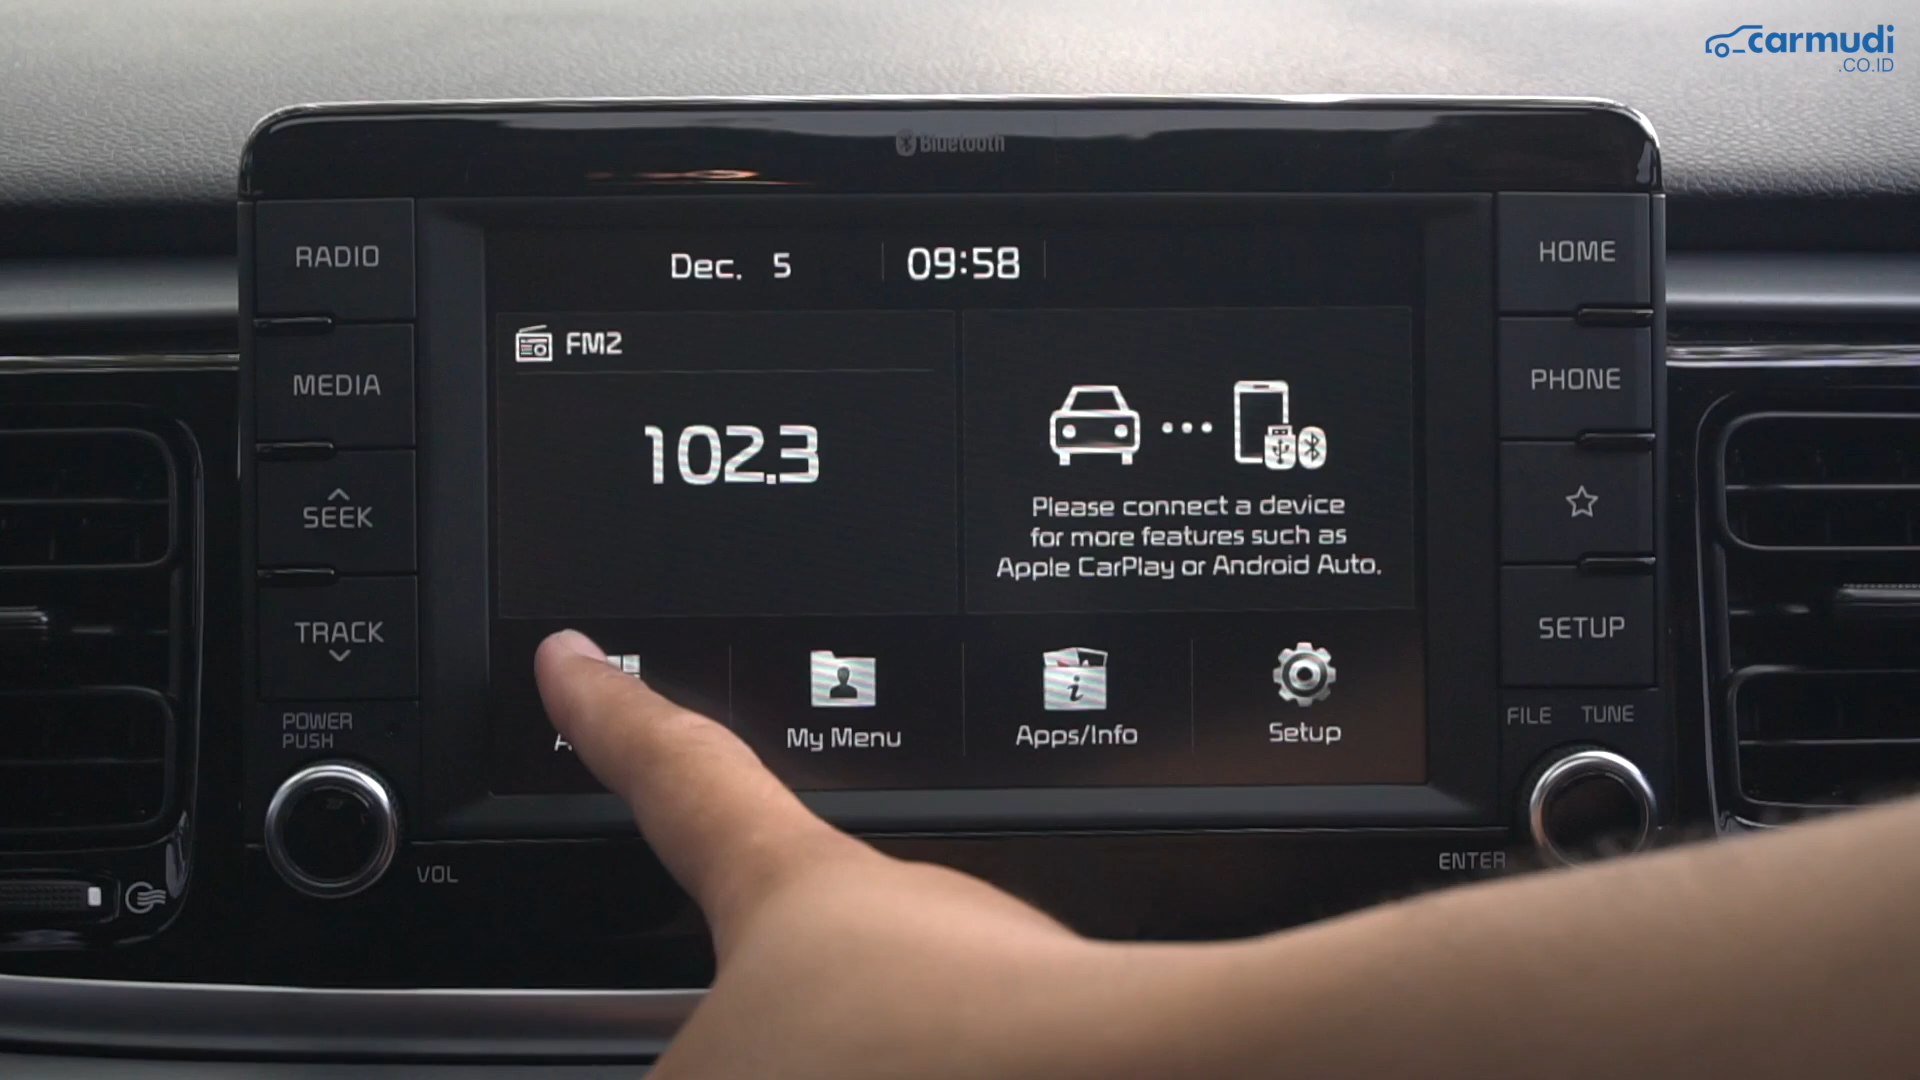 carmudi
.CO.ID
Bluetooth
RADIO
MEDIA
SEEK
TRACK
POWER
PUSH
VOL
Dec. 5
09:58
FM2
102.3
Please connect a device
for more features such as
Apple CarPlay or Android Auto.
My Menu
Apps/Info
Setup
HOME
PHONE
SETUP
FILE
TUNE
ENTER